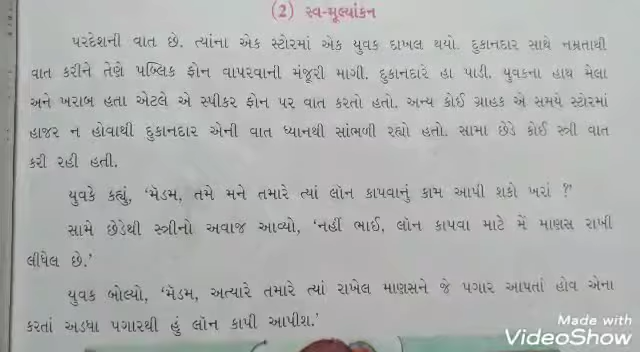 (2) સ્વ-મૂલ્યાંકન
પરદેશની વાત છે. ત્યાંના એક સ્ટોરમાં એક યુવક દાખલ થયો. દુકાનદાર સાથે નમ્રતાથી
વાત કરીને તેણે પબ્લિક ફોન વાપરવાની મંજૂરી માગી. દુકાનદારે હા પાડી. યુવકના હાથ મેલા
અને ખરાબ હતા એટલે એ સ્પીકર ફોન પર વાત કરતો હતો. અન્ય કોઈ ગ્રાહક એ સમયે સ્ટોરમાં
હાજર ન હોવાથી દુકાનદાર એની વાત ધ્યાનથી સાંભળી રહ્યો હતો. સામા છેડે કોઈ સ્ત્રી વાત
કરી રહી હતી.
યુવકે કહ્યું, ‘મૅડમ, તમે મને તમારે ત્યાં લૉન કાપવાનું કામ આપી શકો ખરાં ?’
સામે છેડેથી સ્ત્રીનો અવાજ આવ્યો, ‘નહીં ભાઈ, લૉન કાપવા માટે મેં માણસ રાખી
લીધેલ છે.’
યુવક બોલ્યો, ‘મૅડમ, અત્યારે તમારે ત્યાં રાખેલ માણસને જે પગાર આપતાં હોવ એના
કરતાં અડધા પગારથી હું લૉન કાપી આપીશ.’
Made with
VideoShow